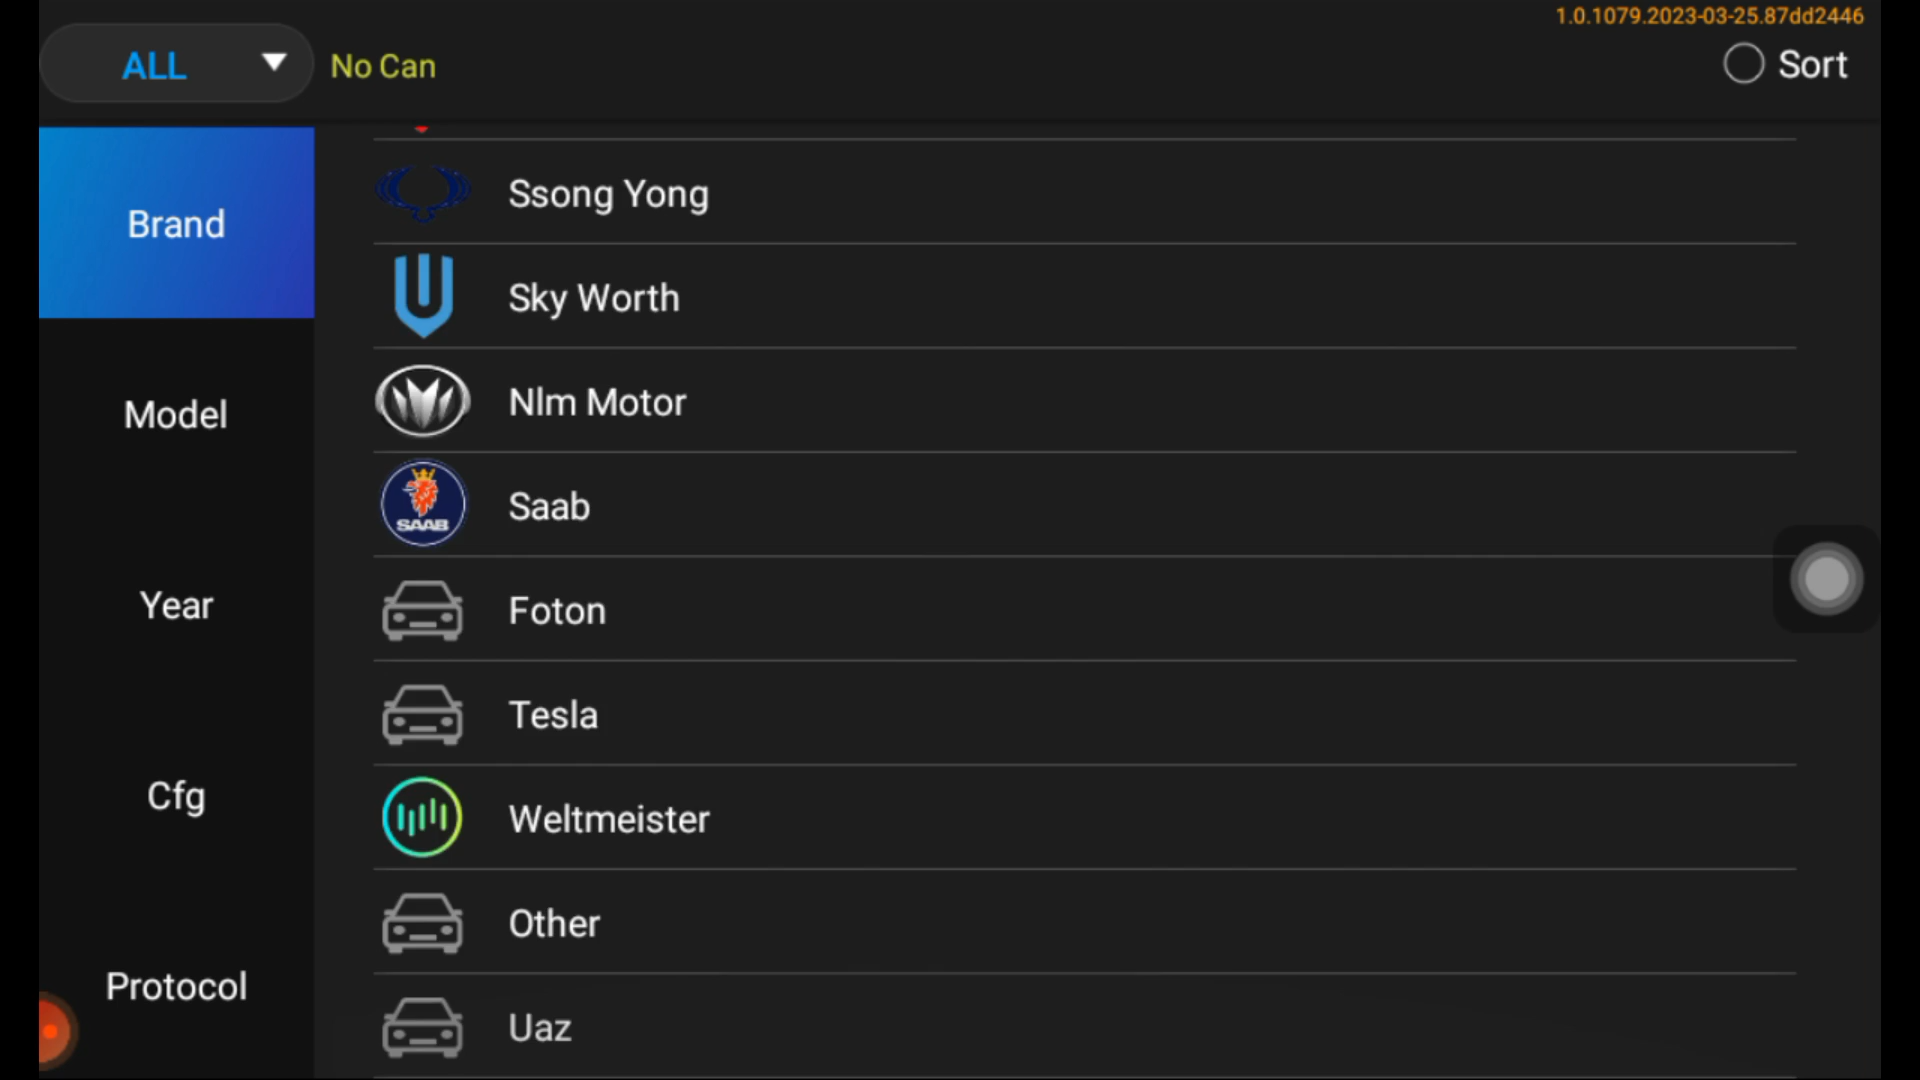 1.0.1079.2023-03-25.87dd2446
ALL
No Can
Sort
Brand
Model
Year
Cfg
Protocol
Ssong Yong
Sky Worth
Nlm Motor
SAAB
Saab
Foton
Tesla
Weltmeister
Other
Uaz